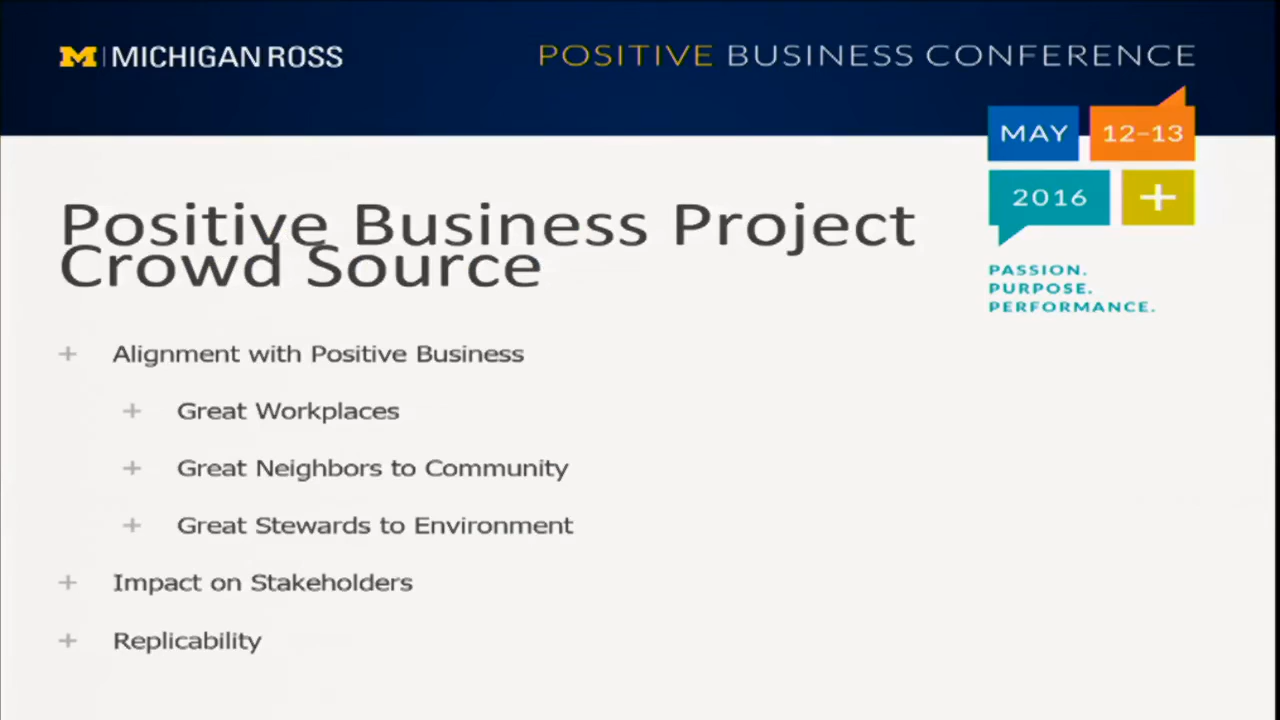 M | MICHIGAN ROSS
POSITIVE BUSINESS CONFERENCE
MAY 12–13
2016 +
PASSION.
PURPOSE.
PERFORMANCE.
Positive Business Project
Crowd Source
+ Alignment with Positive Business
+ Great Workplaces
+ Great Neighbors to Community
+ Great Stewards to Environment
+ Impact on Stakeholders
+ Replicability